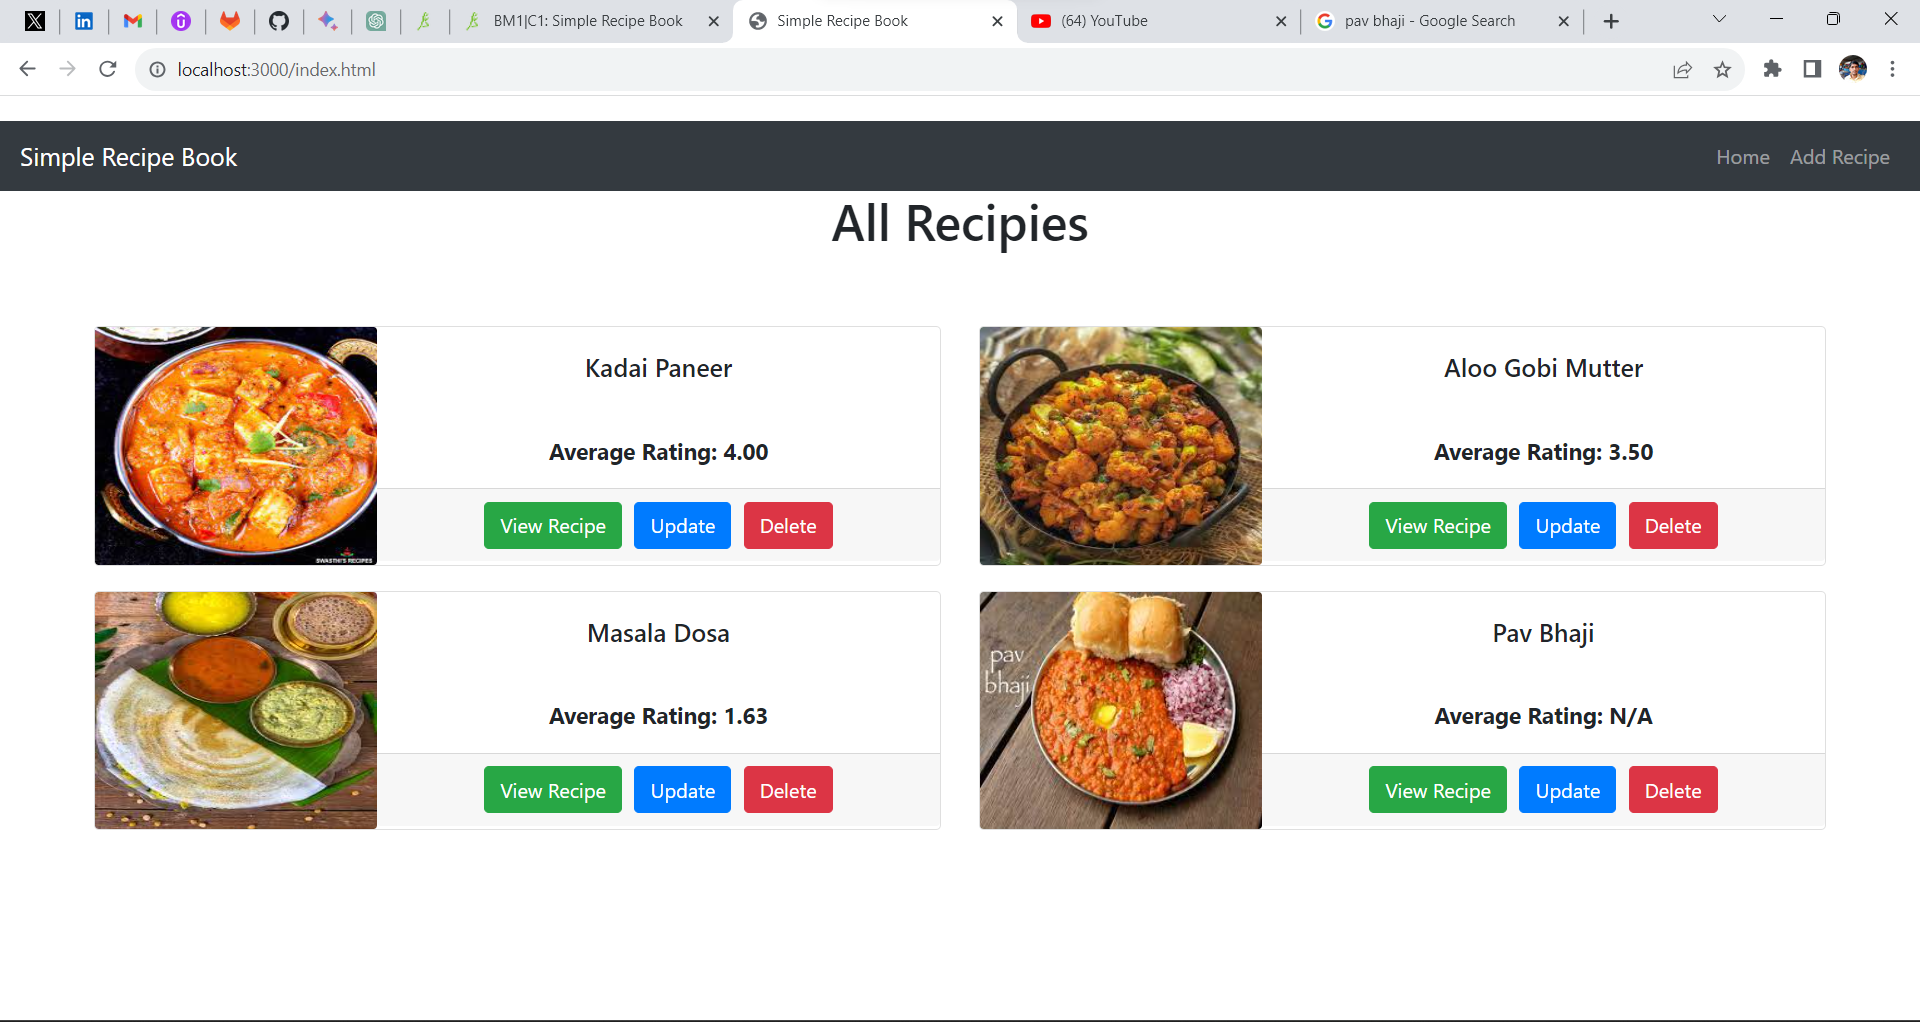 BM1|C1: Simple Recipe Book
Simple Recipe Book
(64) YouTube
pav bhaji - Google Search
localhost:3000/index.html
Simple Recipe Book
Home
Add Recipe
All Recipies
Kadai Paneer
Average Rating: 4.00
View Recipe
Update
Delete
SWASTHI'S RECIPES
Aloo Gobi Mutter
Average Rating: 3.50
View Recipe
Update
Delete
Masala Dosa
Average Rating: 1.63
View Recipe
Update
Delete
pav
bhaji
Pav Bhaji
Average Rating: N/A
View Recipe
Update
Delete